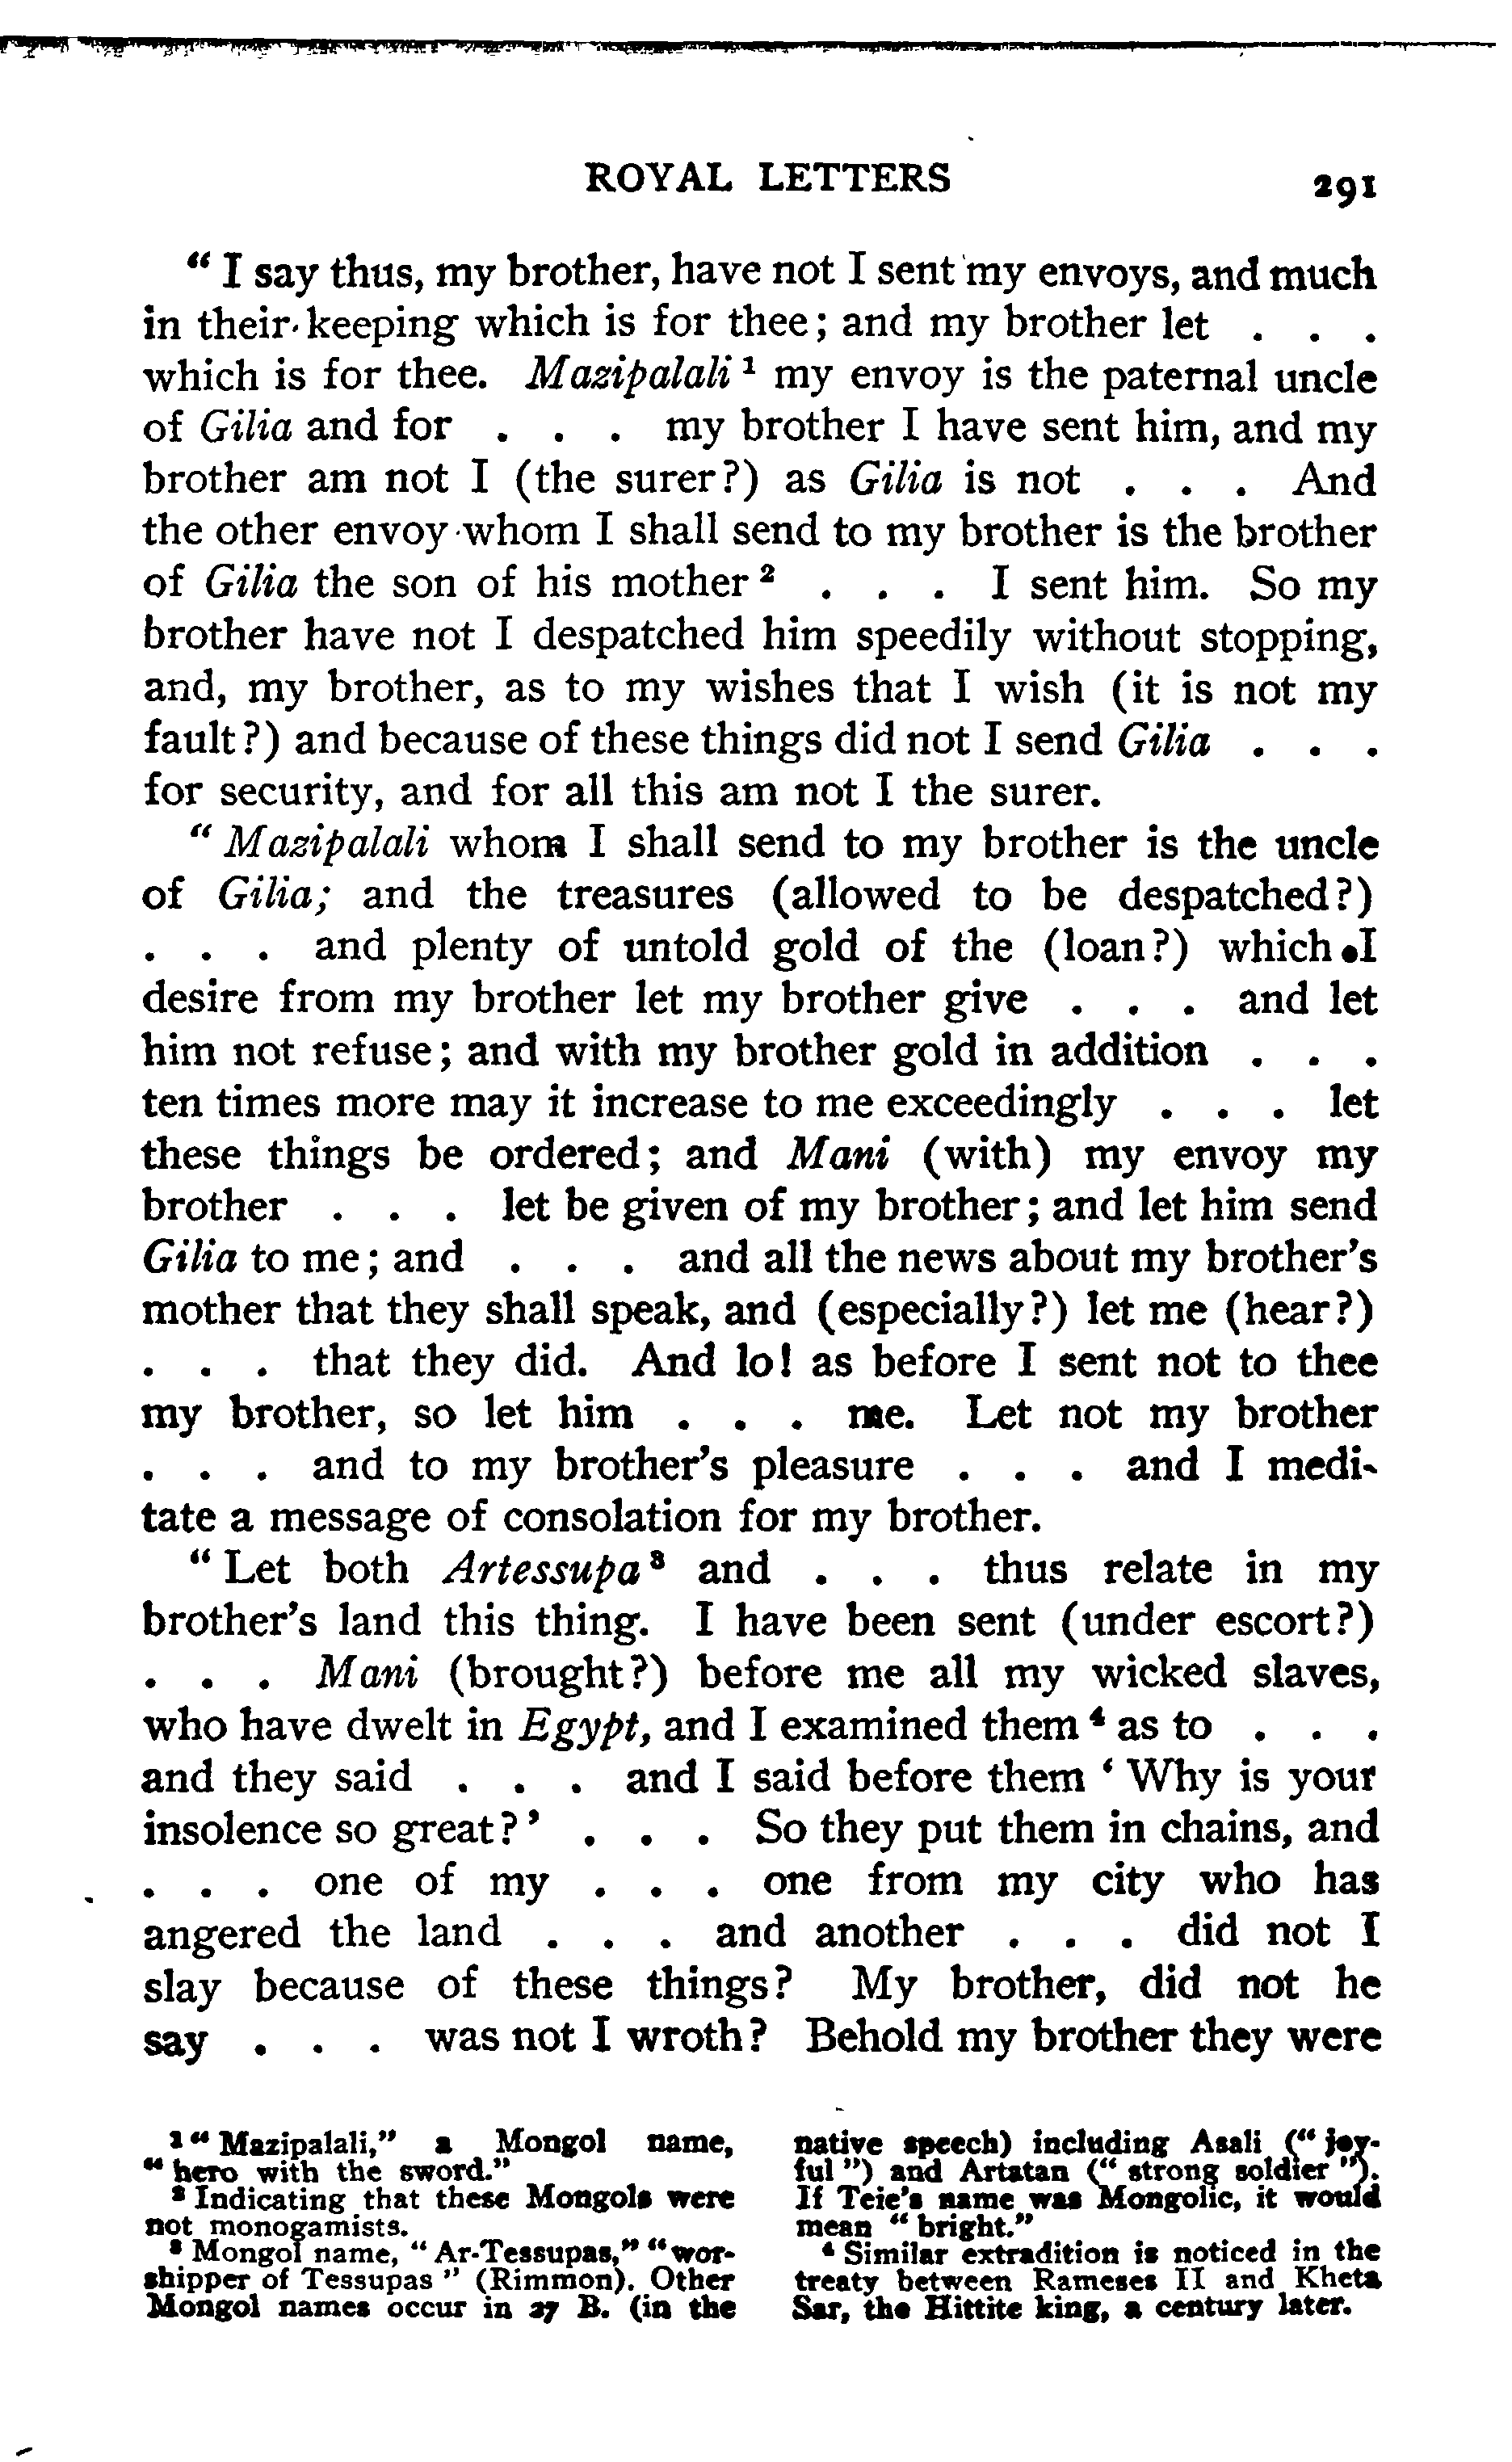 ROYAL LETTERS 291
“ I say thus, my brother, have not I sent my envoys, and much
in their keeping which is for thee; and my brother let . . .
which is for thee. Mazipalali ¹ my envoy is the paternal uncle
of Gilia and for . . . my brother I have sent him, and my
brother am not I (the surer?) as Gilia is not . . . And
the other envoy whom I shall send to my brother is the brother
of Gilia the son of his mother ² . . . I sent him. So my
brother have not I despatched him speedily without stopping,
and, my brother, as to my wishes that I wish (it is not my
fault?) and because of these things did not I send Gilia . . .
for security, and for all this am not I the surer.
“ Mazipalali whom I shall send to my brother is the uncle
of Gilia; and the treasures (allowed to be despatched?)
. . . and plenty of untold gold of the (loan?) which I
desire from my brother let my brother give . . . and let
him not refuse; and with my brother gold in addition . . .
ten times more may it increase to me exceedingly . . . let
these things be ordered; and Mani (with) my envoy my
brother . . . let be given of my brother; and let him send
Gilia to me; and . . . and all the news about my brother’s
mother that they shall speak, and (especially?) let me (hear?)
. . . that they did. And lo! as before I sent not to thee
my brother, so let him . . . me. Let not my brother
. . . and to my brother’s pleasure . . . and I medi-
tate a message of consolation for my brother.
“ Let both Artessupa ³ and . . . thus relate in my
brother’s land this thing. I have been sent (under escort?)
. . . Mani (brought?) before me all my wicked slaves,
who have dwelt in Egypt, and I examined them ⁴ as to . . .
and they said . . . and I said before them ‘ Why is your
insolence so great?’ . . . So they put them in chains, and
. . . one of my . . . one from my city who has
angered the land . . . and another . . . did not I
slay because of these things? My brother, did not he
say . . . was not I wroth? Behold my brother they were
¹ “ Mazipalali,” a Mongol name,
“ hero with the sword.”
² Indicating that these Mongols were
not monogamists.
³ Mongol name, “ Ar-Tessupas,” “ wor-
shipper of Tessupas ” (Rimmon). Other
Mongol names occur in 27 B. (in the
native speech) including Asali (“ joy-
ful ”) and Artatan (“ strong soldier ”).
If Teie’s name was Mongolic, it would
mean “ bright.”
⁴ Similar extradition is noticed in the
treaty between Rameses II and Kheta
Sar, the Hittite king, a century later.